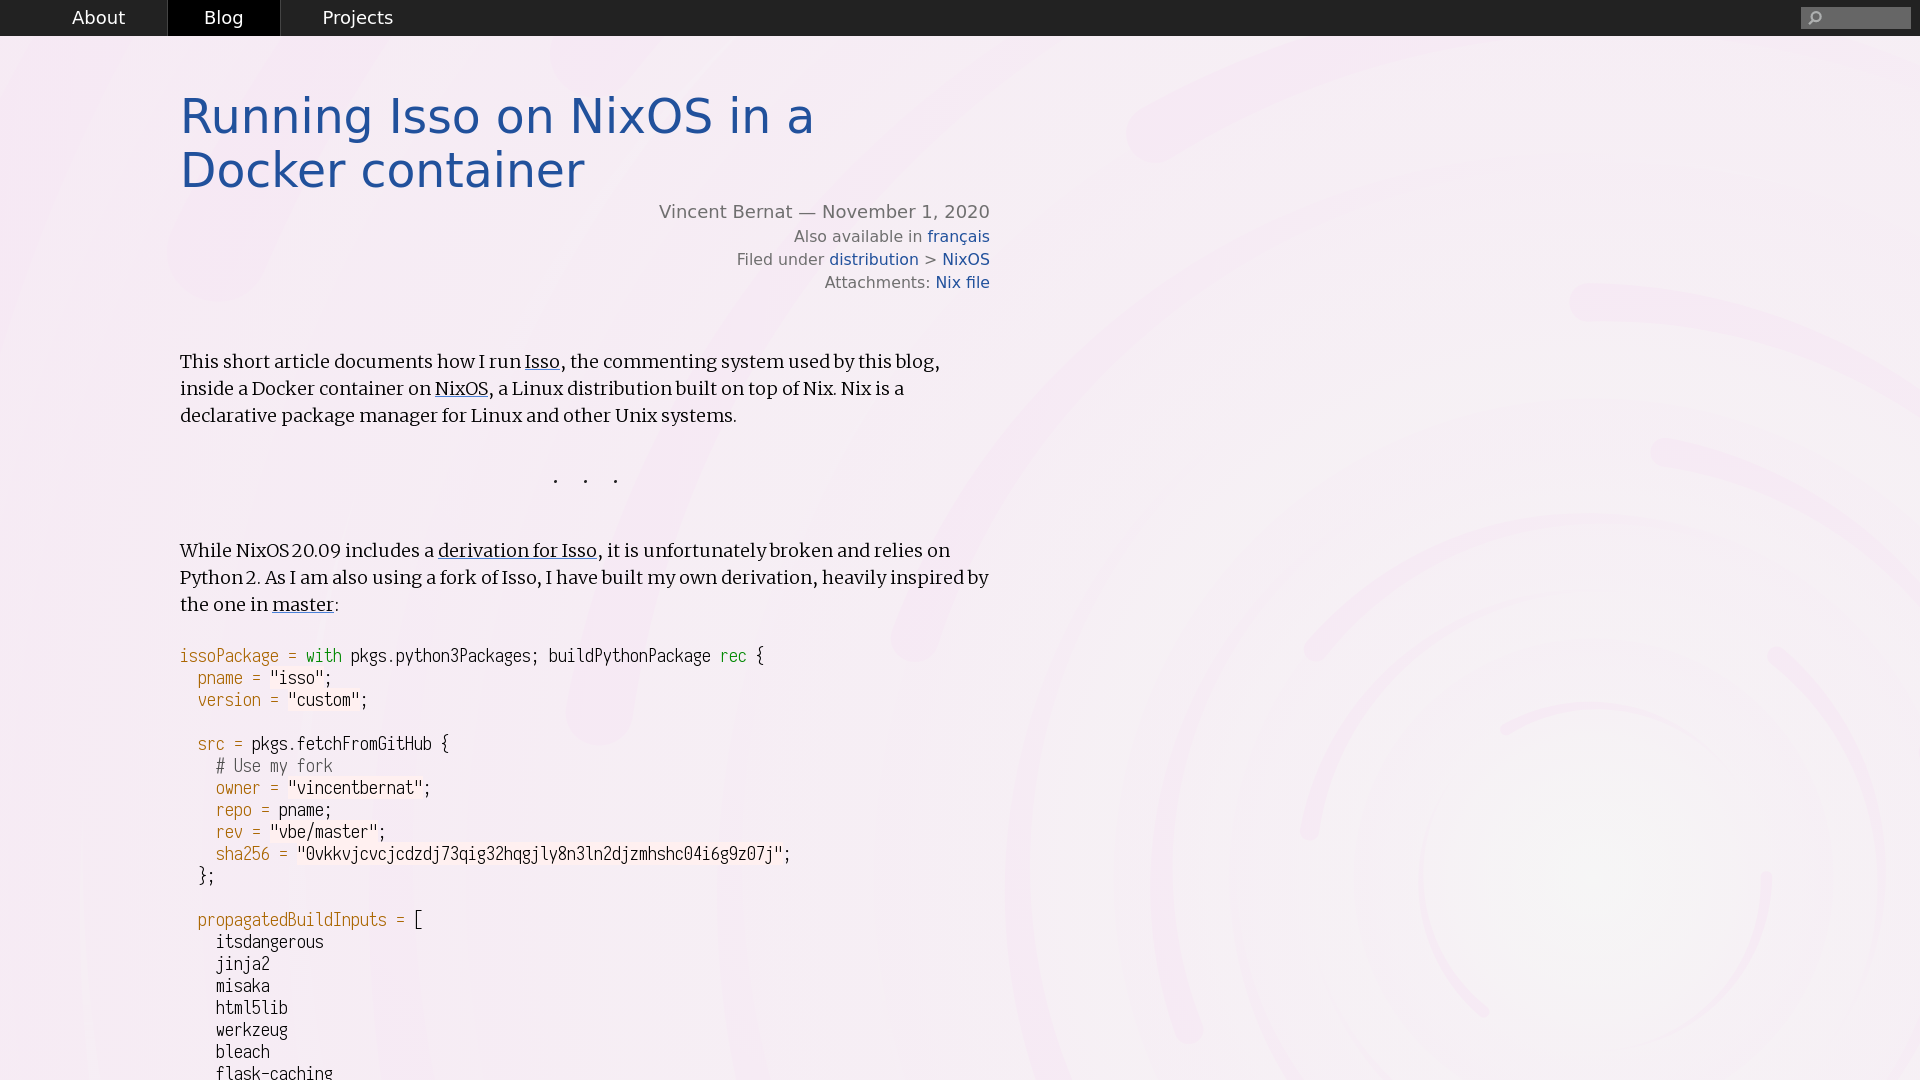 About
Blog
Projects
Running Isso on NixOS in a
Docker container
Vincent Bernat — November 1, 2020
Also available in français
Filed under distribution > NixOS
Attachments: Nix file
This short article documents how I run Isso, the commenting system used by this blog,
inside a Docker container on NixOS, a Linux distribution built on top of Nix. Nix is a
declarative package manager for Linux and other Unix systems.
. . .
While NixOS 20.09 includes a derivation for Isso, it is unfortunately broken and relies on
Python 2. As I am also using a fork of Isso, I have built my own derivation, heavily inspired by
the one in master:
issoPackage = with pkgs.python3Packages; buildPythonPackage rec {
  pname = "isso";
  version = "custom";
  src = pkgs.fetchFromGitHub {
    # Use my fork
    owner = "vincentbernat";
    repo = pname;
    rev = "vbe/master";
    sha256 = "0vkkvjcvcjcdzdj73qig32hqgjly8n3ln2djzmhshc04i6g9z07j";
  };
  propagatedBuildInputs = [
    itsdangerous
    jinja2
    misaka
    html5lib
    werkzeug
    bleach
    flask-caching